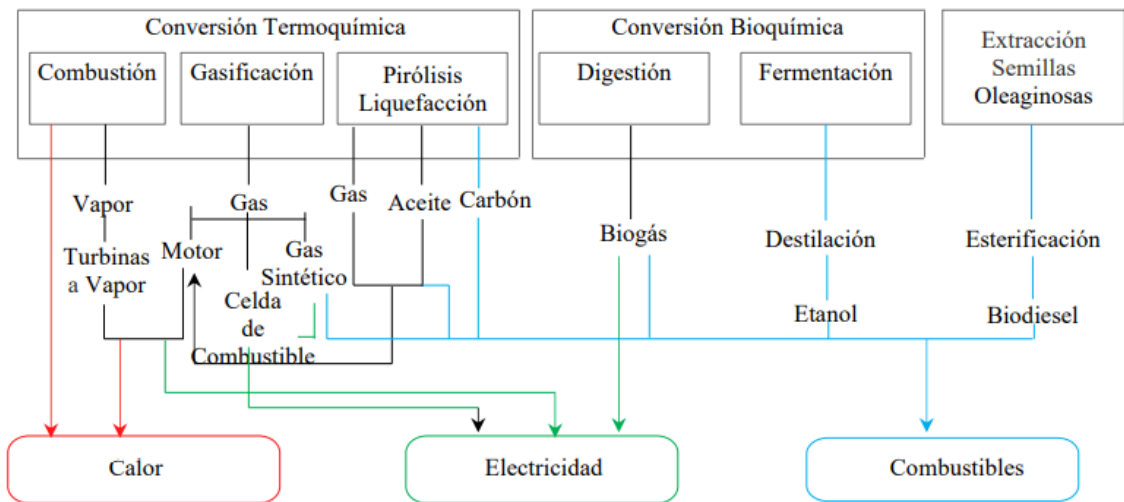 Conversión Termoquímica
Conversión Bioquímica
Extracción
Semillas
Oleaginosas
Combustión
Gasificación
Pirólisis
Liquefacción
Digestión
Fermentación
Vapor
Gas
Gas
Aceite
Carbón
Biogás
Destilación
Esterificación
Turbinas
a Vapor
Motor
Gas
Sintético
Celda
de
Combustible
Etanol
Biodiesel
Calor
Electricidad
Combustibles